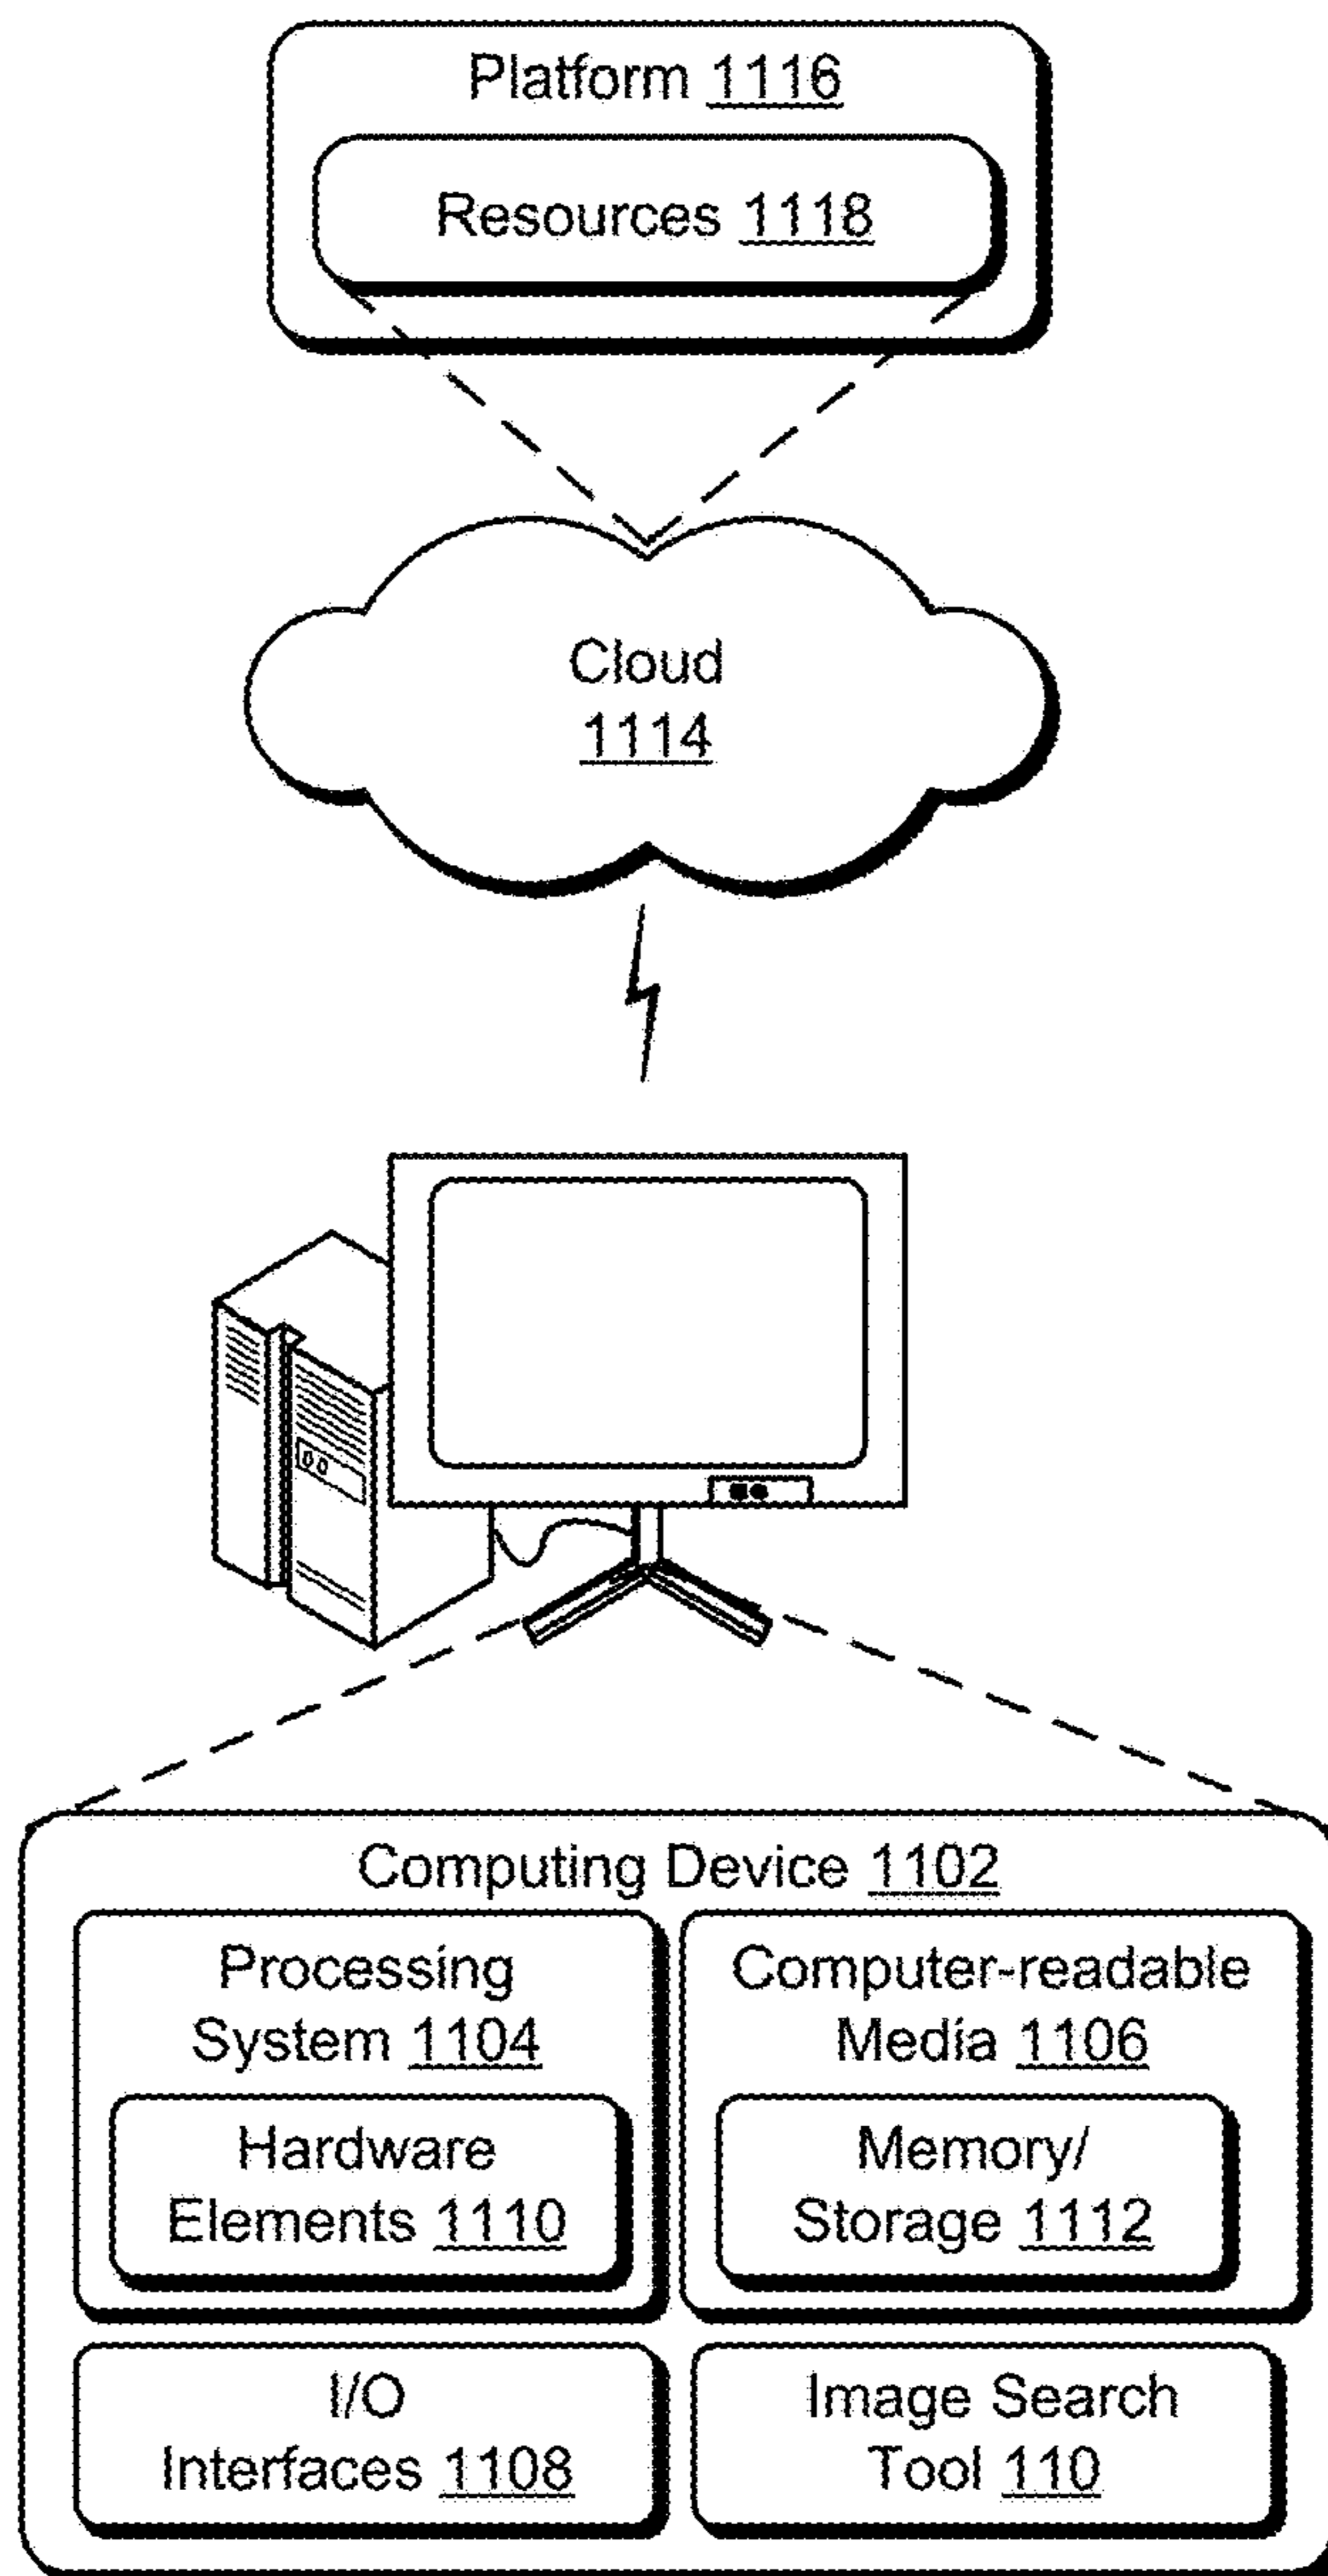 Platform 1116
Resources 1118
Cloud
1114
Computing Device 1102
Processing
System 1104
Hardware
Elements 1110
Computer-readable
Media 1106
Memory/
Storage 1112
I/O
Interfaces 1108
Image Search
Tool 110